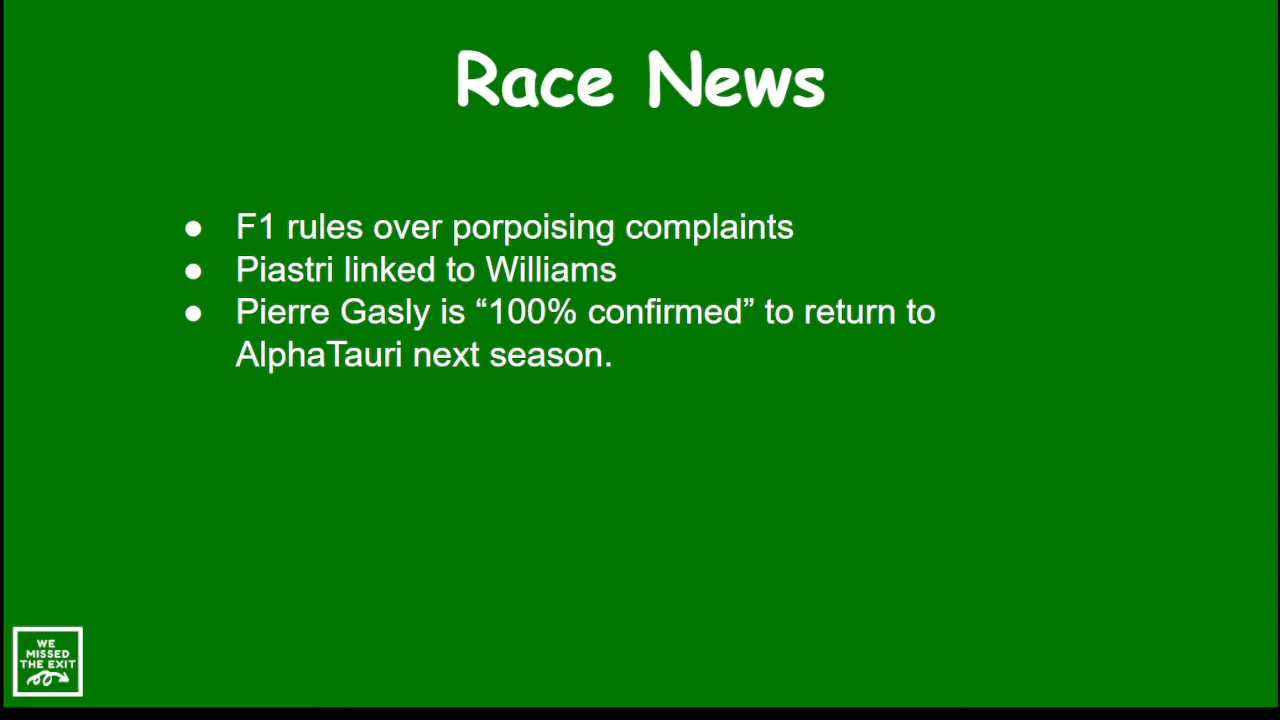 Race News
● F1 rules over porpoising complaints
● Piastri linked to Williams
● Pierre Gasly is “100% confirmed” to return to
AlphaTauri next season.
WE
MISSED
THE EXIT